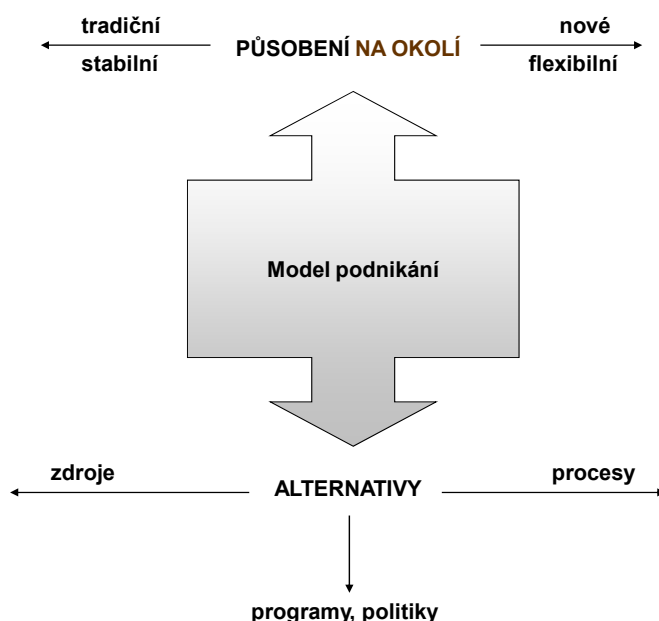 tradiční
nové
PŮSOBENÍ NA OKOLÍ
stabilní
flexibilní
Model podnikání
zdroje
procesy
ALTERNATIVY
programy, politiky